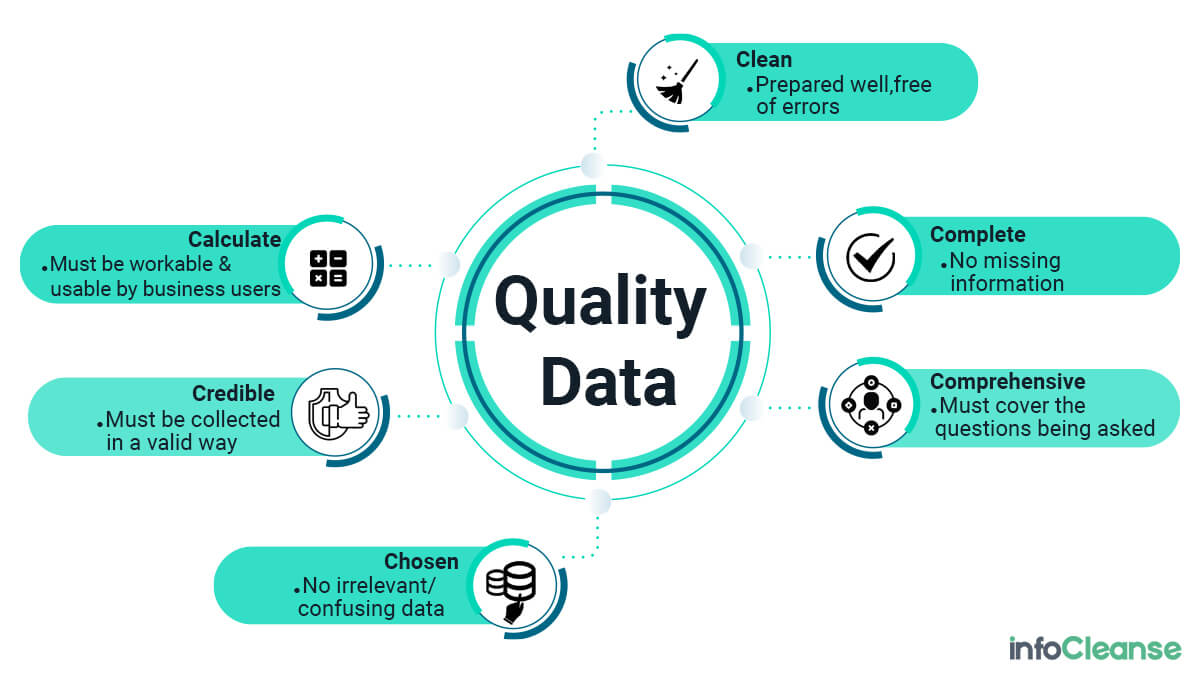 Clean
•Prepared well,free
of errors
Complete
•No missing
information
Comprehensive
•Must cover the
questions being asked
Chosen
•No irrelevant/
confusing data
Credible
•Must be collected
in a valid way
Calculate
•Must be workable &
usable by business users
Quality
Data
infoCleanse